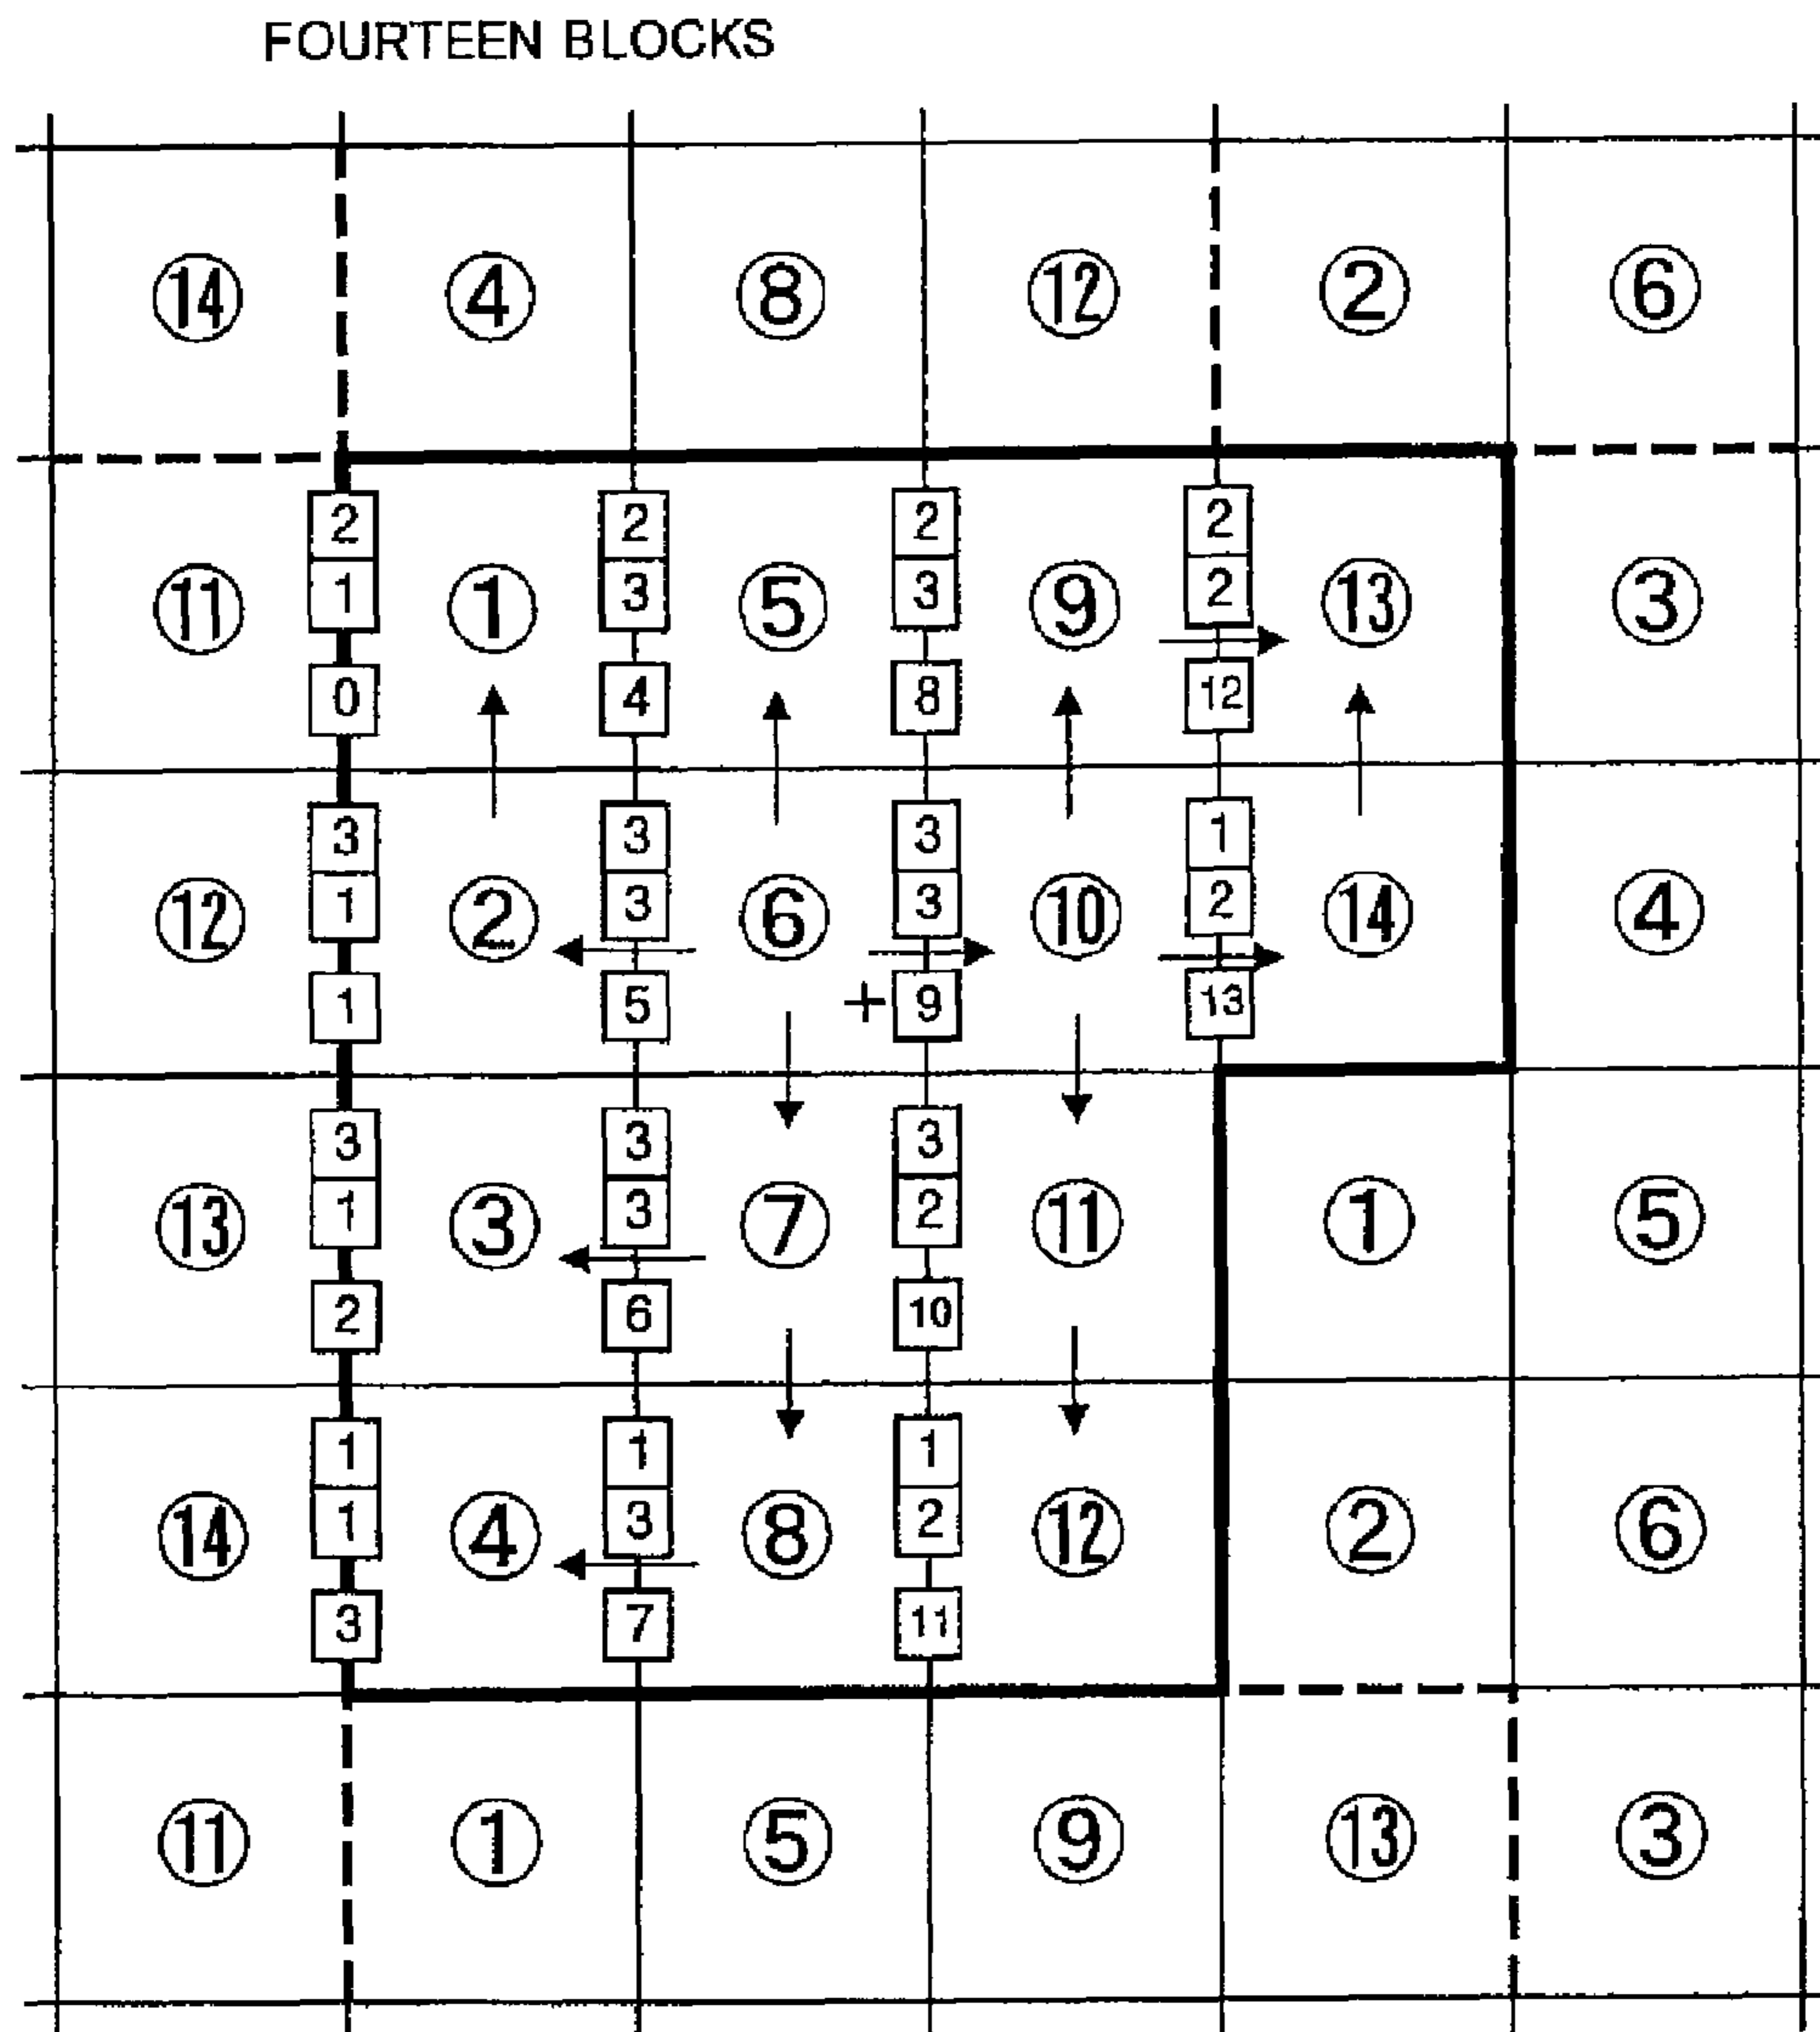 FOURTEEN BLOCKS
14 4 8 12 2 6
2 2 2 2
11 1 1 3 5 3 9 2 13 3
0 4 8 12
3 3 3 1
12 1 2 3 6 3 10 2 14 4
1 5 + 9 13
3 3 3
13 1 3 3 7 2 11 1 5
2 6 10
1 1 1
14 1 4 3 8 2 12 2 6
3 7 11
11 1 5 9 13 3